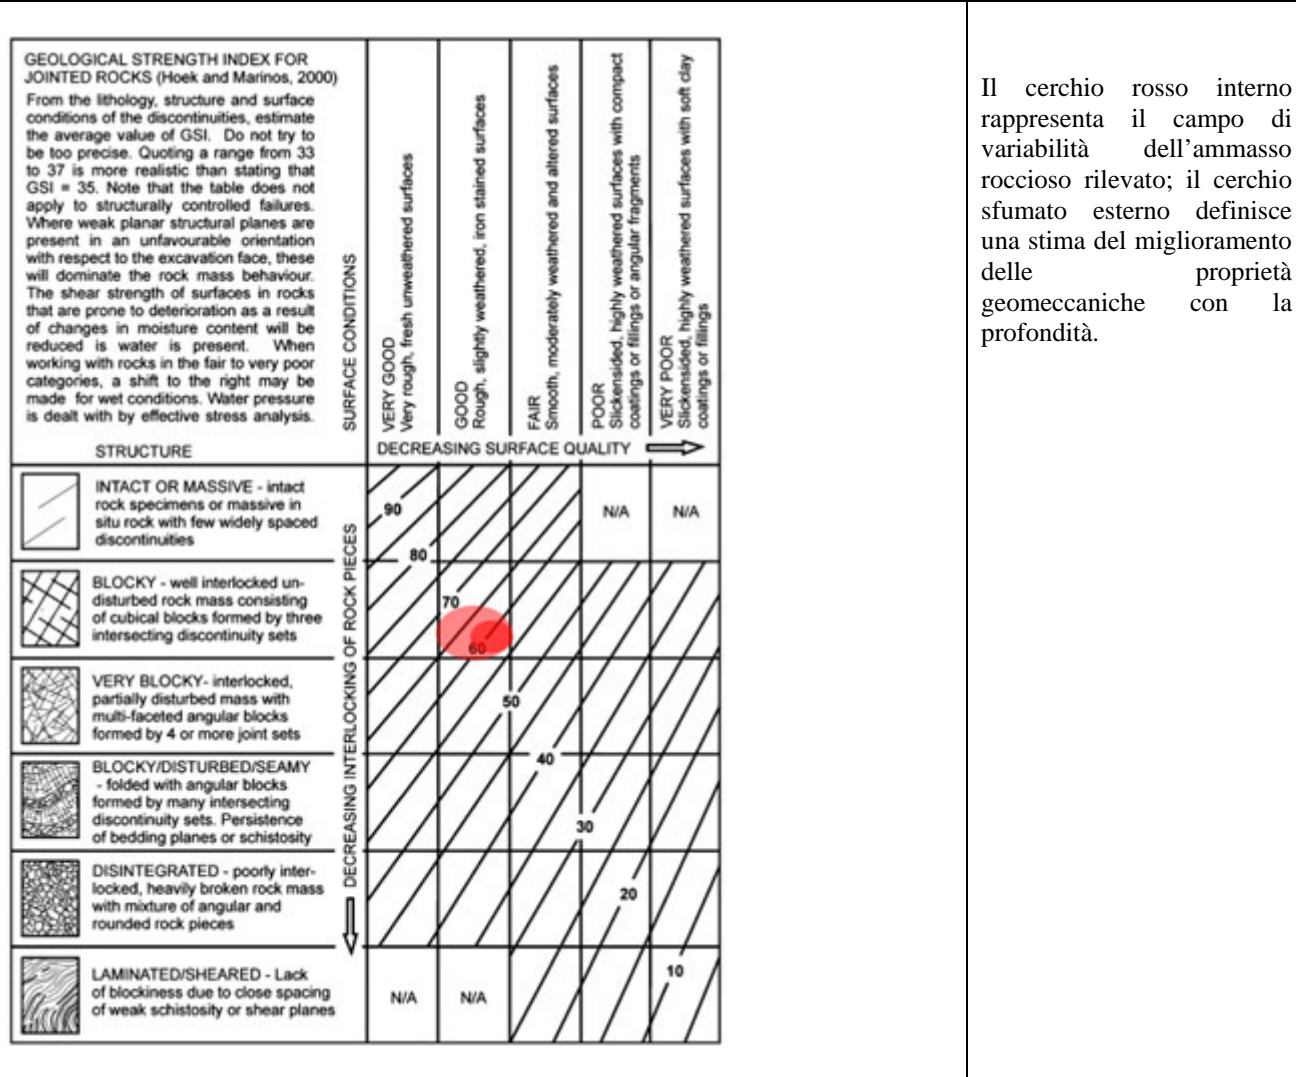 GEOLOGICAL STRENGTH INDEX FOR
JOINTED ROCKS (Hoek and Marinos, 2000)
From the lithology, structure and surface
conditions of the discontinuities, estimate
the average value of GSI. Do not try to
be too precise. Quoting a range from 33
to 37 is more realistic than stating that
GSI = 35. Note that the table does not
apply to structurally controlled failures.
Where weak planar structural planes are
present in an unfavourable orientation
with respect to the excavation face, these
will dominate the rock mass behaviour.
The shear strength of surfaces in rocks
that are prone to deterioration as a result
of changes in moisture content will be
reduced is water is present. When
working with rocks in the fair to very poor
categories, a shift to the right may be
made for wet conditions. Water pressure
is dealt with by effective stress analysis.
STRUCTURE
SURFACE CONDITIONS
VERY GOOD
Very rough, fresh unweathered surfaces
GOOD
Rough, slightly weathered, iron stained surfaces
FAIR
Smooth, moderately weathered and altered surfaces
POOR
Slickensided, highly weathered surfaces with compact
coatings or fillings or angular fragments
VERY POOR
Slickensided, highly weathered surfaces with soft clay
coatings or fillings
DECREASING SURFACE QUALITY
DECREASING INTERLOCKING OF ROCK PIECES
INTACT OR MASSIVE - intact
rock specimens or massive in
situ rock with few widely spaced
discontinuities
90
N/A
N/A
80
BLOCKY - well interlocked un-
disturbed rock mass consisting
of cubical blocks formed by three
intersecting discontinuity sets
70
60
VERY BLOCKY- interlocked,
partially disturbed mass with
multi-faceted angular blocks
formed by 4 or more joint sets
50
BLOCKY/DISTURBED/SEAMY
- folded with angular blocks
formed by many intersecting
discontinuity sets. Persistence
of bedding planes or schistosity
40
30
DISINTEGRATED - poorly inter-
locked, heavily broken rock mass
with mixture of angular and
rounded rock pieces
20
LAMINATED/SHEARED - Lack
of blockiness due to close spacing
of weak schistosity or shear planes
N/A
N/A
10
Il cerchio rosso interno
rappresenta il campo di
variabilità dell’ammasso
roccioso rilevato; il cerchio
sfumato esterno definisce
una stima del miglioramento
delle proprietà
geomeccaniche con la
profondità.